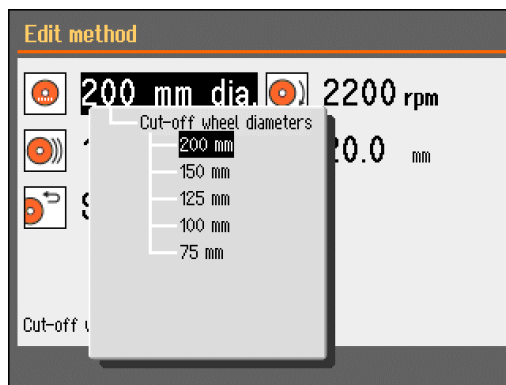 Edit method
200 mm dia. 2200 rpm
Cut-off wheel diameters
200 mm
20.0 mm
150 mm
125 mm
100 mm
75 mm
Cut-off